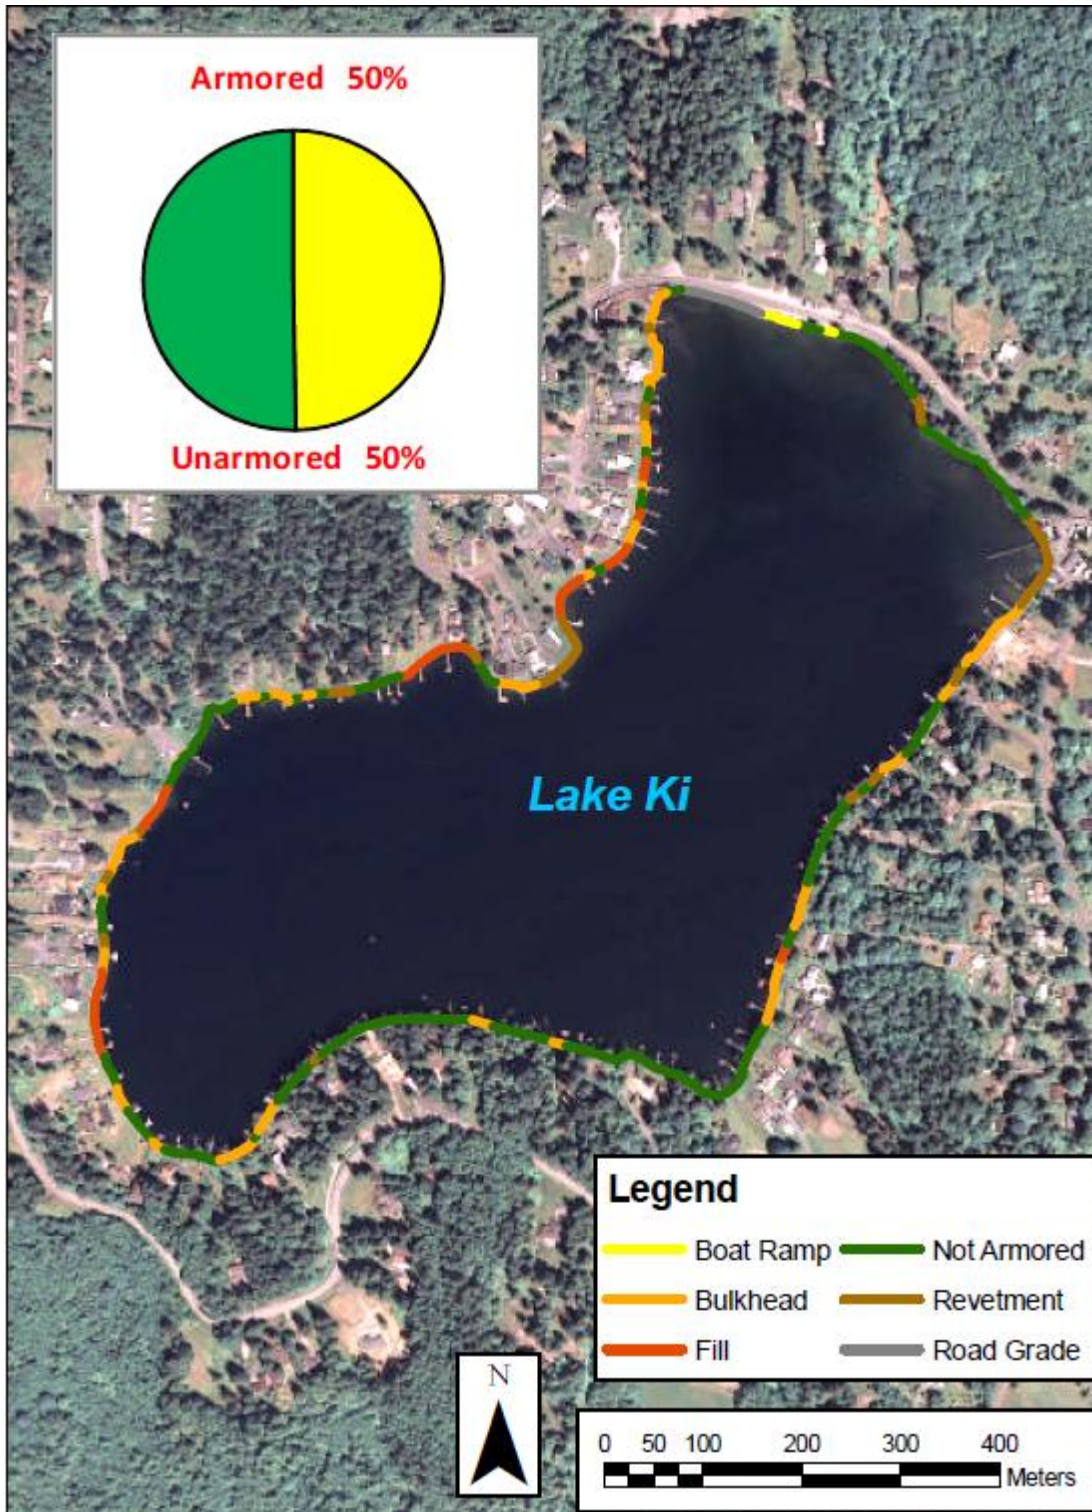 Armored 50%
Unarmored 50%
Lake Ki
Legend
Boat Ramp
Not Armored
Bulkhead
Revetment
Fill
Road Grade
N
0 50 100 200 300 400
Meters